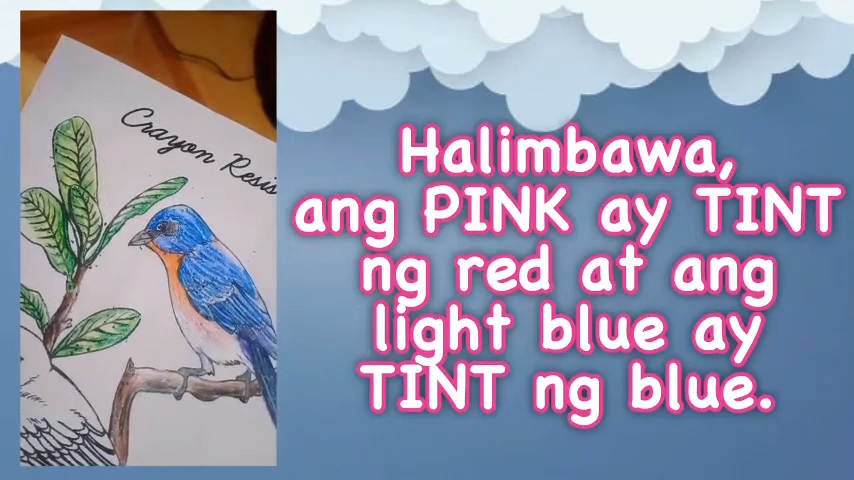 Crayon Resis
Halimbawa,
ang PINK ay TINT
ng red at ang
light blue ay
TINT ng blue.